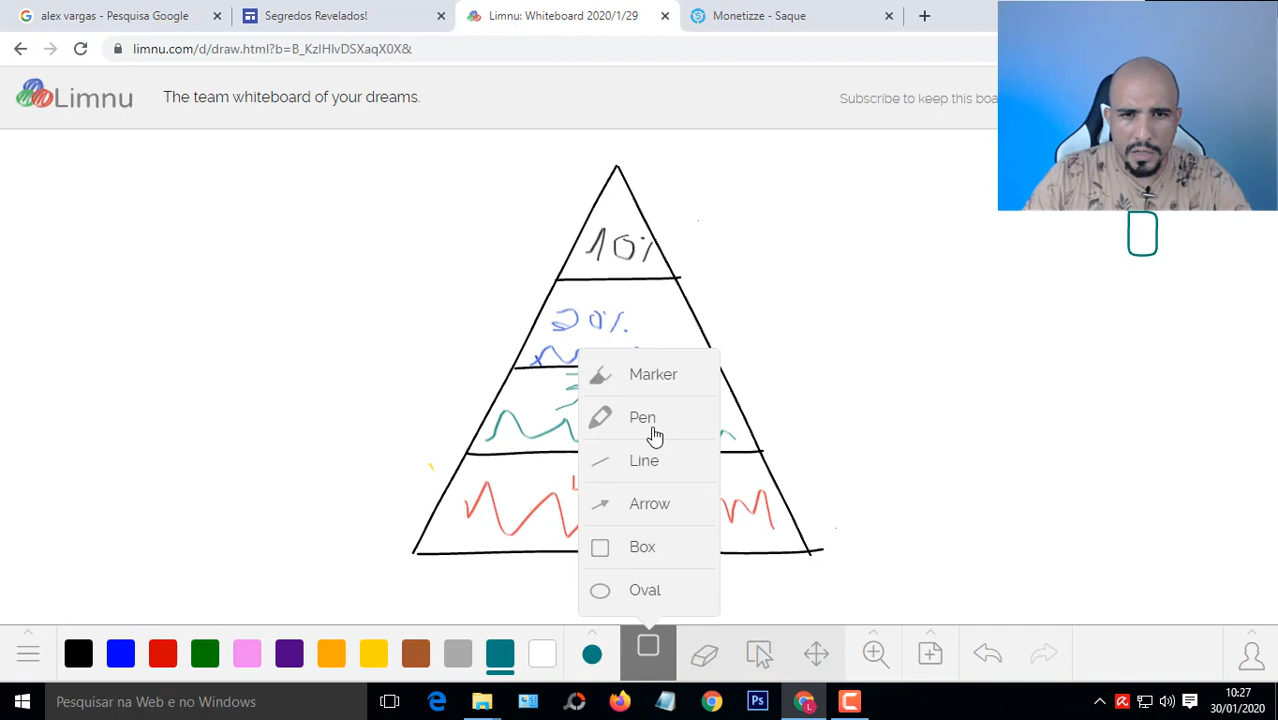 alex vargas - Pesquisa Google
Segredos Revelados!
Limnu: Whiteboard 2020/1/29
Monetizze - Saque
limnu.com/d/draw.html?b=B_KzIHIvDSXaqX0X&
Limnu
The team whiteboard of your dreams.
Subscribe to keep this boa
10%
20%
Marker
Pen
Line
Arrow
Box
Oval
Pesquisar na Web e no Windows
10:27
30/01/2020